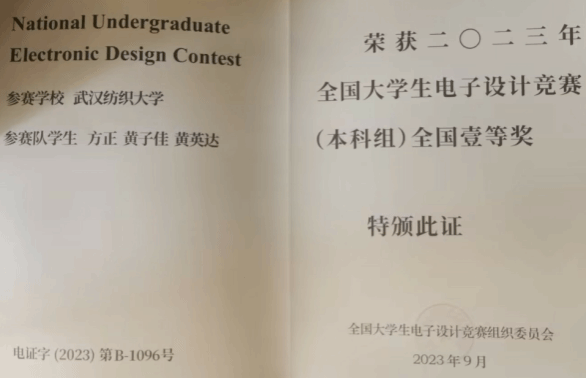 National Undergraduate
Electronic Design Contest
参赛学校 武汉纺织大学
参赛队学生 方正 黄子佳 黄英达
电证字(2023)第B-1096号
荣获二〇二三年
全国大学生电子设计竞赛
(本科组)全国壹等奖
特颁此证
全国大学生电子设计竞赛组织委员会
2023年9月